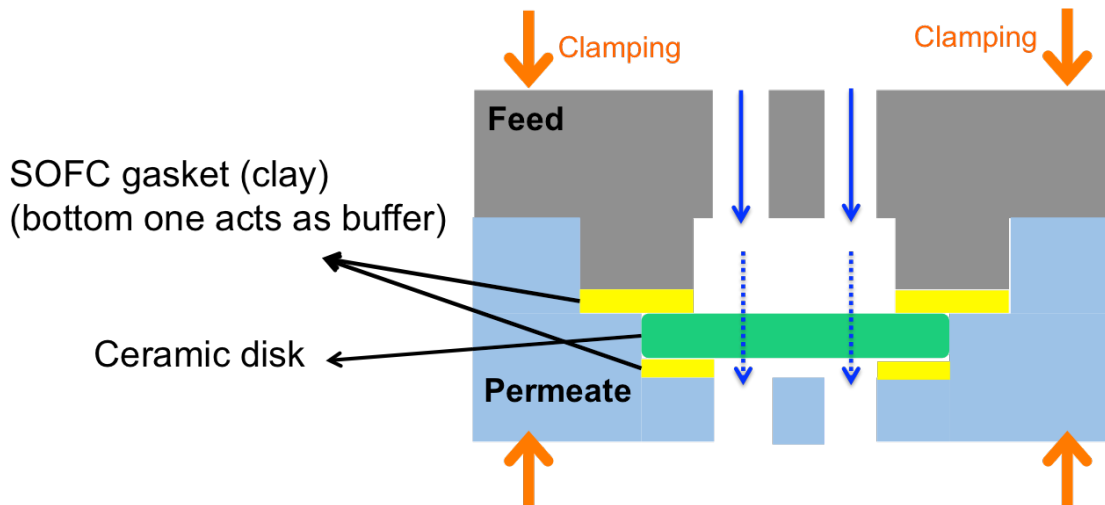 Clamping
Clamping
Feed
SOFC gasket (clay)
(bottom one acts as buffer)
Ceramic disk
Permeate